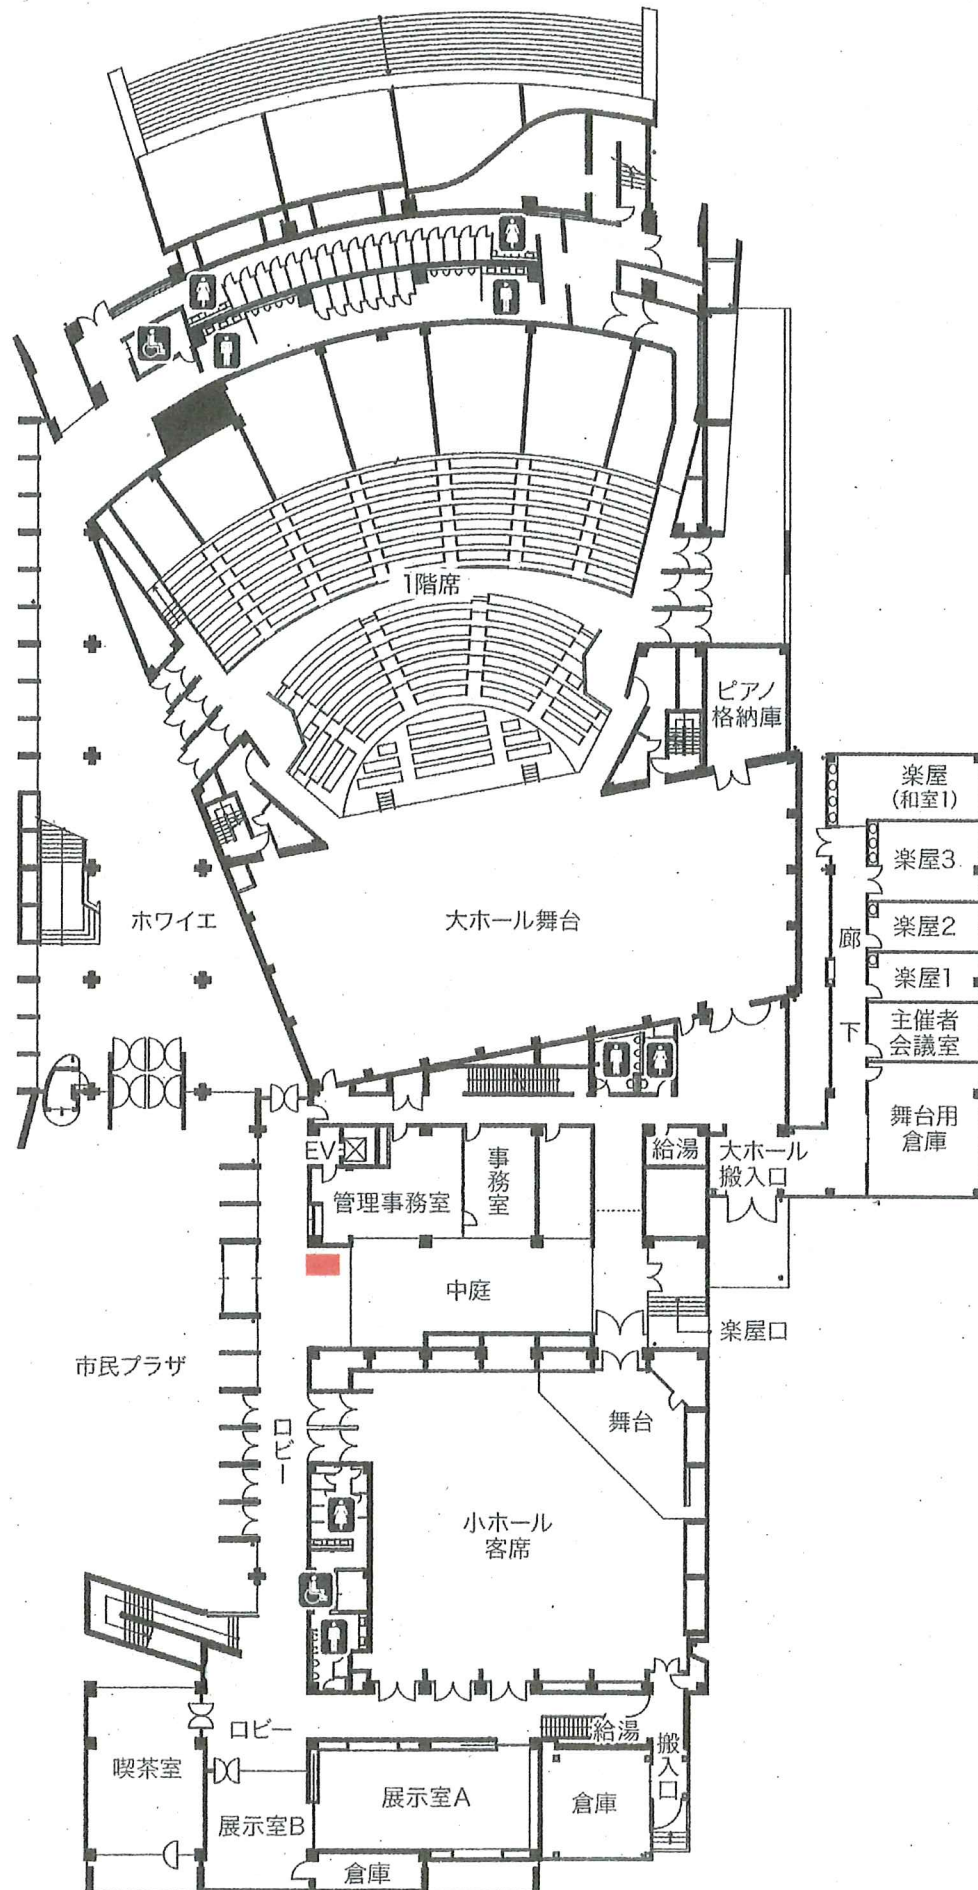 1階席
ピアノ
格納庫
楽屋
(和室1)
楽屋3
ホワイエ
大ホール舞台
楽屋2
廊下
楽屋1
主催者
会議室
舞台用
倉庫
EV
給湯
大ホール
搬入口
管理事務室
事務室
中庭
楽屋口
市民プラザ
ロビー
舞台
小ホール
客席
ロビー
給湯
搬入口
喫茶室
展示室A
倉庫
展示室B
倉庫